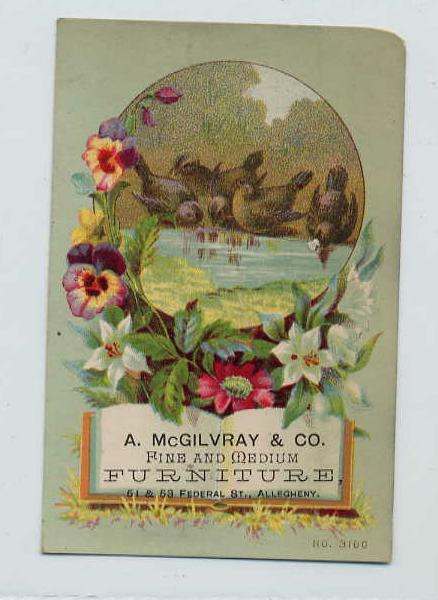 A. McGILVRAY & CO.
FINE AND MEDIUM
FURNITURE,
51 & 53 FEDERAL ST., ALLEGHENY.
NO. 3100